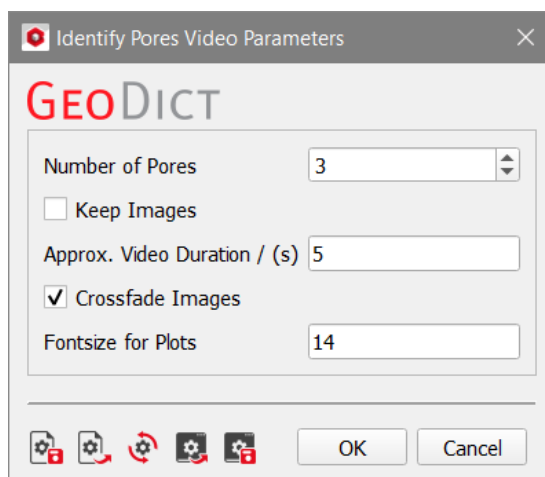 Identify Pores Video Parameters
GEODICT
Number of Pores 3
Keep Images
Approx. Video Duration / (s) 5
Crossfade Images
Fontsize for Plots 14
OK Cancel